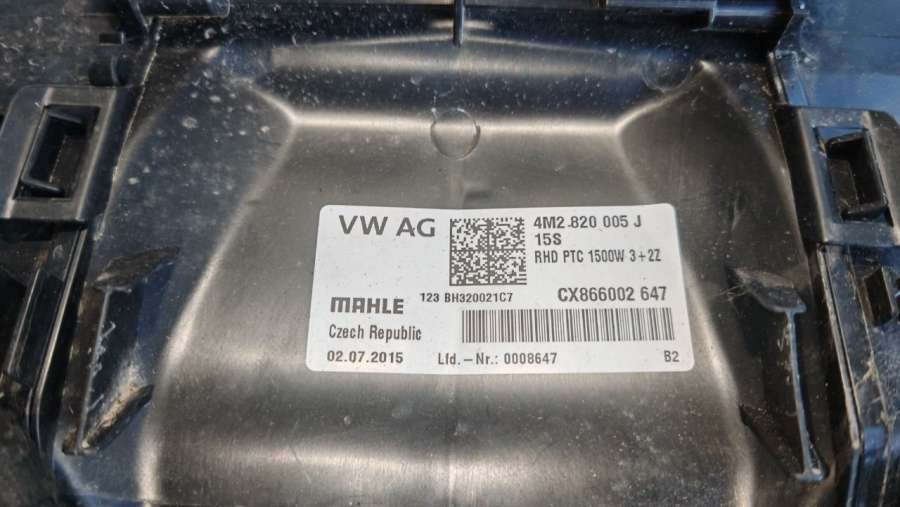 VW AG
4M2 820 005 J
15S
RHD PTC 1500W 3+2Z
123 BH320021C7
CX866002 647
MAHLE
Czech Republic
02.07.2015
Lfd.-Nr.: 0008647
B2